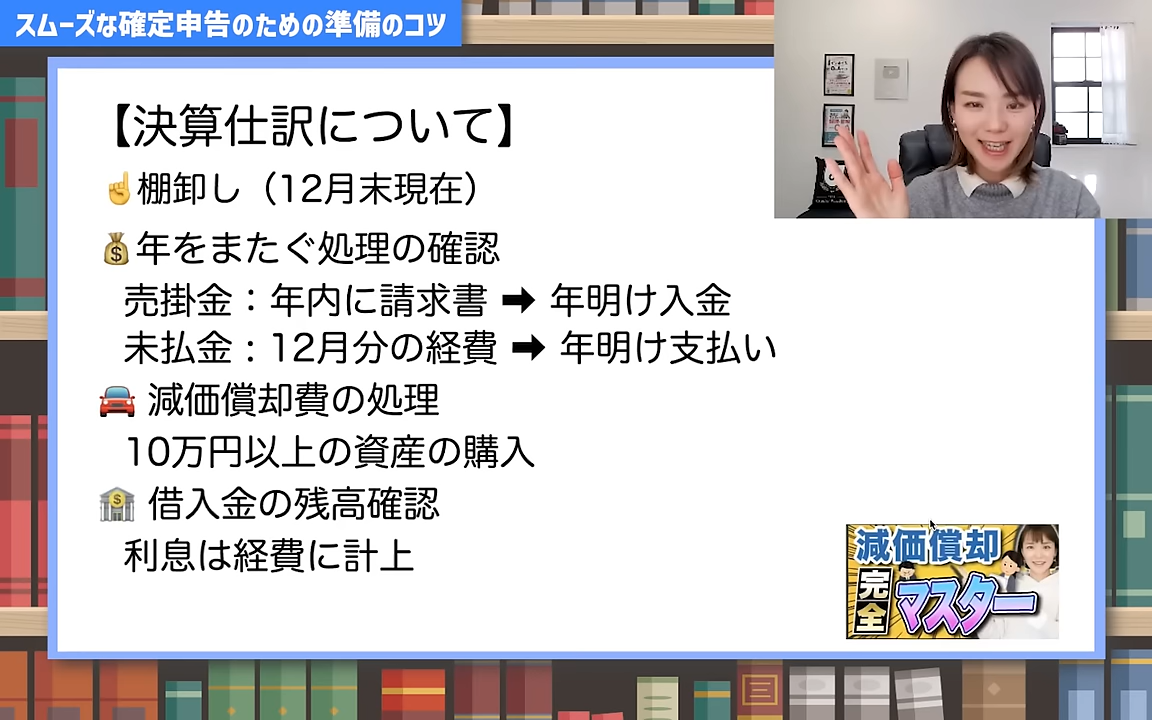 スムーズな確定申告のための準備のコツ
【決算仕訳について】
☝棚卸し（12月末現在）
💰年をまたぐ処理の確認
売掛金：年内に請求書 ➡ 年明け入金
未払金：12月分の経費 ➡ 年明け支払い
🚘 減価償却費の処理
10万円以上の資産の購入
🏦 借入金の残高確認
利息は経費に計上
減価償却
完全
マスター